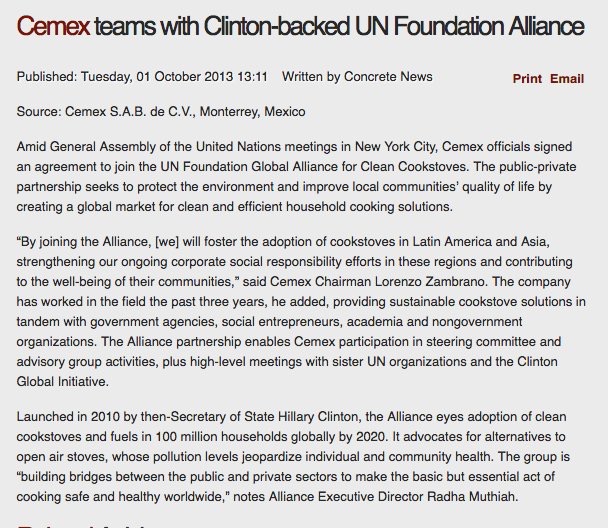 Cemex teams with Clinton-backed UN Foundation Alliance
Published: Tuesday, 01 October 2013 13:11 Written by Concrete News Print Email
Source: Cemex S.A.B. de C.V., Monterrey, Mexico
Amid General Assembly of the United Nations meetings in New York City, Cemex officials signed
an agreement to join the UN Foundation Global Alliance for Clean Cookstoves. The public-private
partnership seeks to protect the environment and improve local communities’ quality of life by
creating a global market for clean and efficient household cooking solutions.
“By joining the Alliance, [we] will foster the adoption of cookstoves in Latin America and Asia,
strengthening our ongoing corporate social responsibility efforts in these regions and contributing
to the well-being of their communities,” said Cemex Chairman Lorenzo Zambrano. The company
has worked in the field the past three years, he added, providing sustainable cookstove solutions in
tandem with government agencies, social entrepreneurs, academia and nongovernment
organizations. The Alliance partnership enables Cemex participation in steering committee and
advisory group activities, plus high-level meetings with sister UN organizations and the Clinton
Global Initiative.
Launched in 2010 by then-Secretary of State Hillary Clinton, the Alliance eyes adoption of clean
cookstoves and fuels in 100 million households globally by 2020. It advocates for alternatives to
open air stoves, whose pollution levels jeopardize individual and community health. The group is
“building bridges between the public and private sectors to make the basic but essential act of
cooking safe and healthy worldwide,” notes Alliance Executive Director Radha Muthiah.